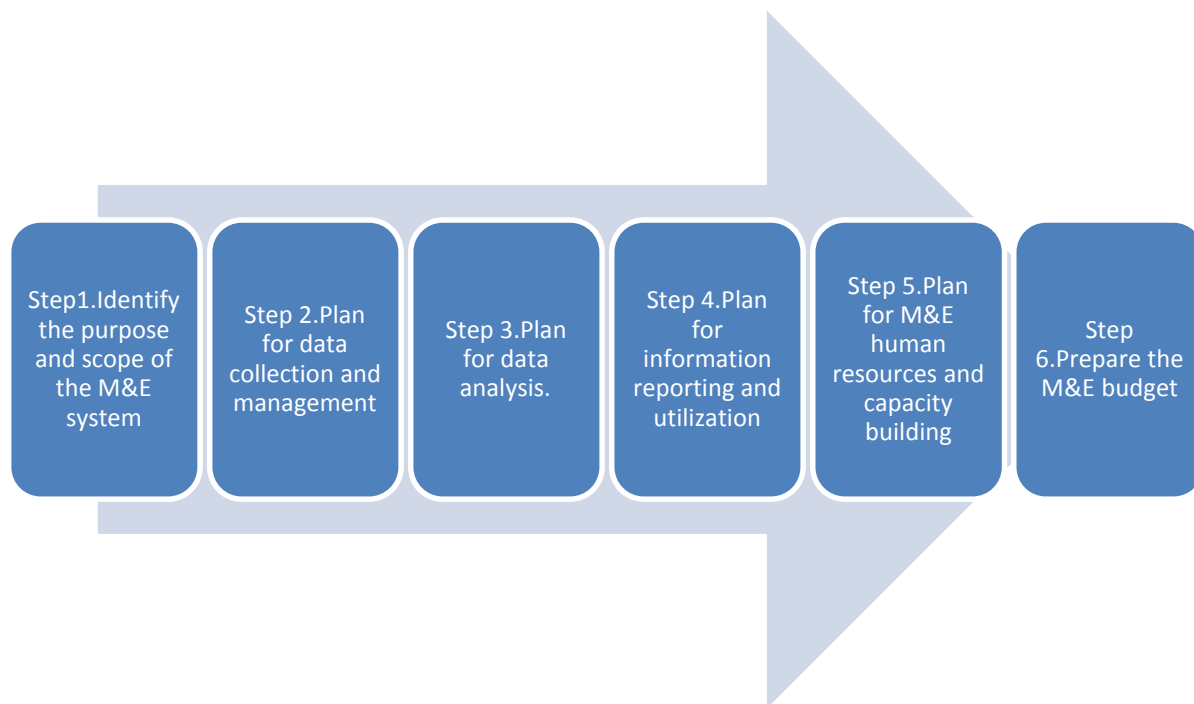 Step1.Identify
the purpose
and scope of
the M&E
system
Step 2.Plan
for data
collection and
management
Step 3.Plan
for data
analysis.
Step 4.Plan
for
information
reporting and
utilization
Step 5.Plan
for M&E
human
resources and
capacity
building
Step
6.Prepare the
M&E budget